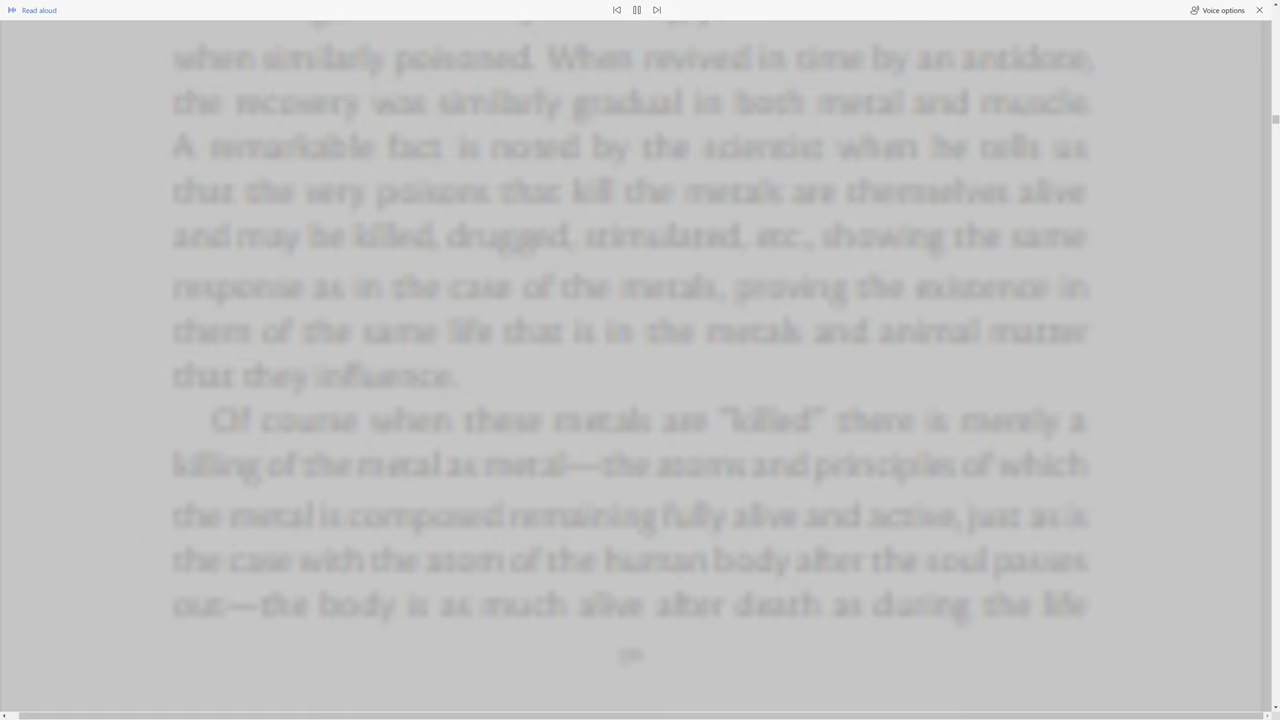 Read aloud
Voice options
when similarly poisoned. When revived in time by an antidote,
the recovery was similarly gradual in both metal and muscle.
A remarkable fact is noted by the scientist when he tells us
that the very poisons that kill the metals are themselves alive
and may be killed, drugged, stimulated, etc., showing the same
response as in the case of the metals, proving the existence in
them of the same life that is in the metals and animal matter
that they influence.
Of course when these metals are "killed" there is merely a
killing of the metal as metal—the atoms and principles of which
the metal is composed remaining fully alive and active, just as is
the case with the atom of the human body after the soul passes
out—the body is as much alive after death as during the life